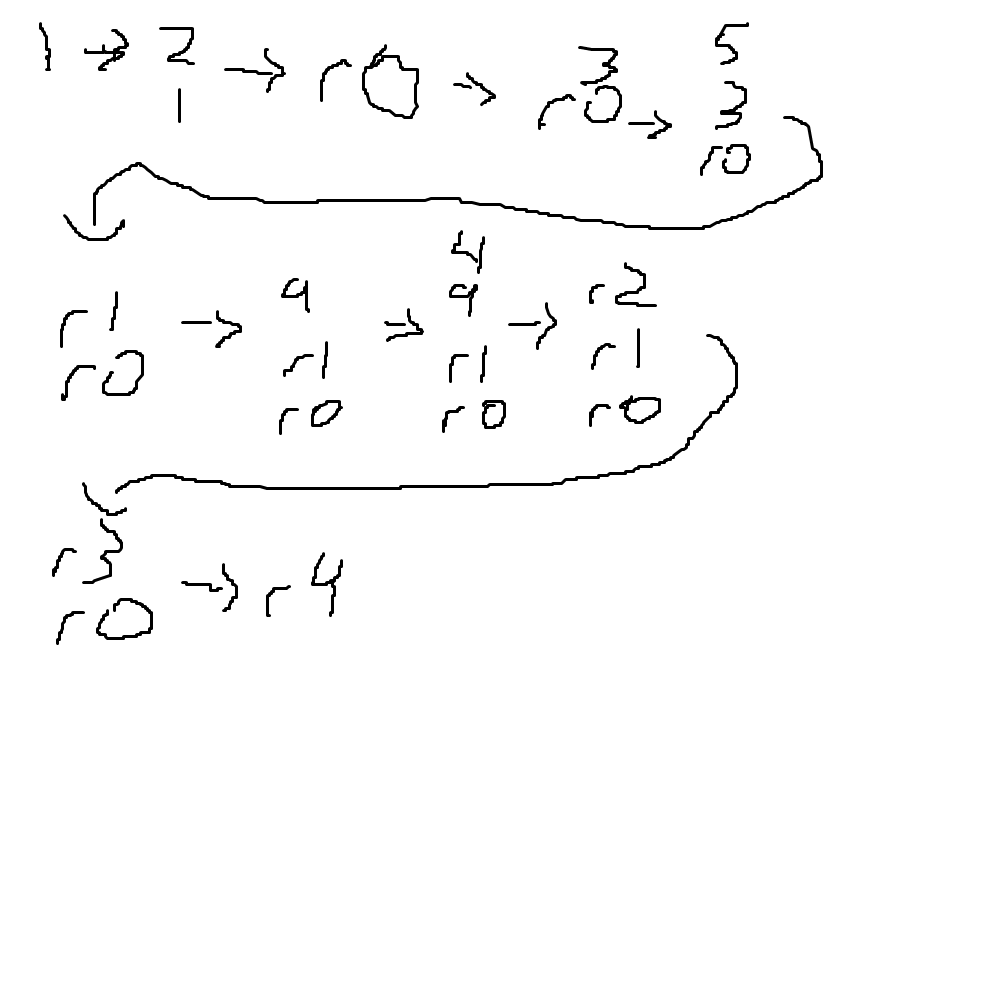 1 → 2 → r0 → 3 → 5
1 r0 3
r0
r1 → 9 → 4 → r2
r0 r1 9 r1
r0 r1 r0
r0
r3 → r4
r0